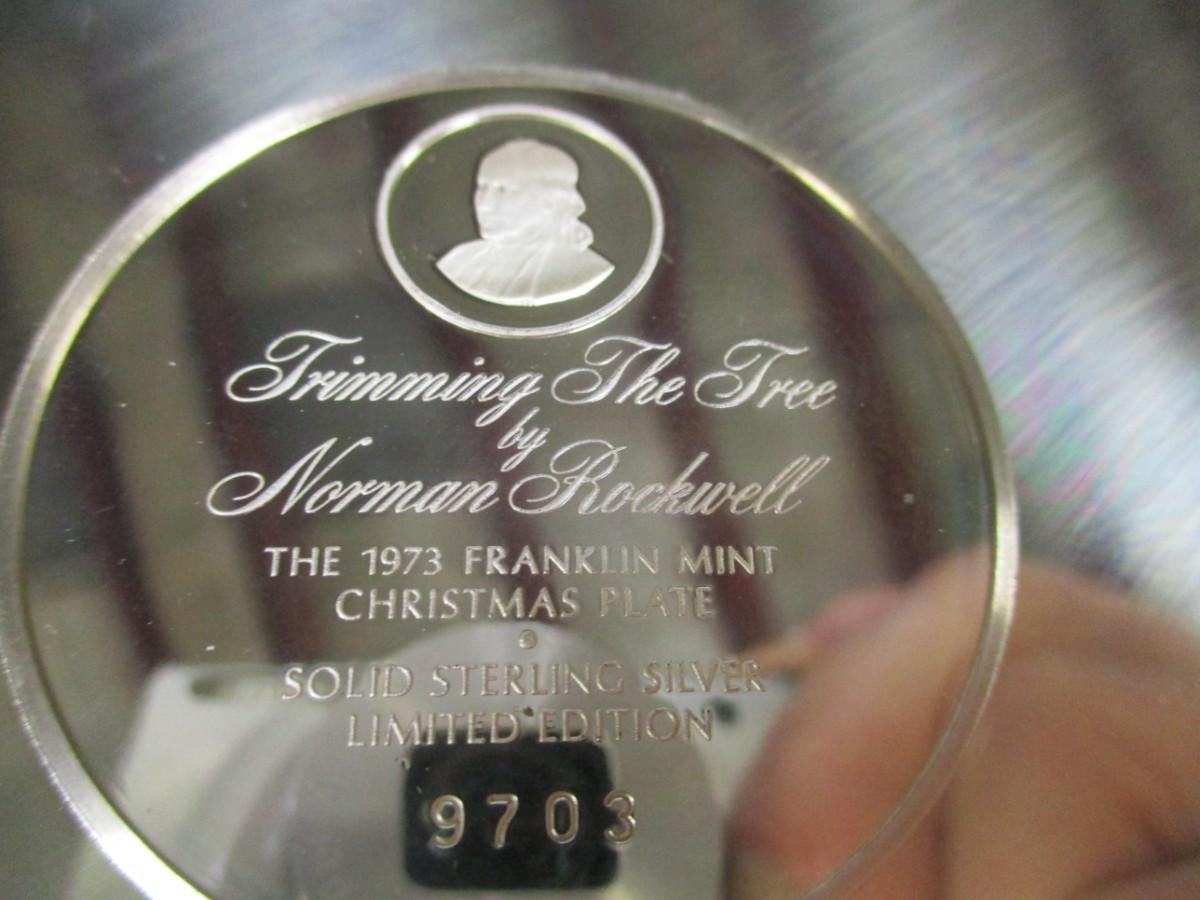 Trimming The Tree
by
Norman Rockwell
THE 1973 FRANKLIN MINT
CHRISTMAS PLATE
SOLID STERLING SILVER
LIMITED EDITION
9703